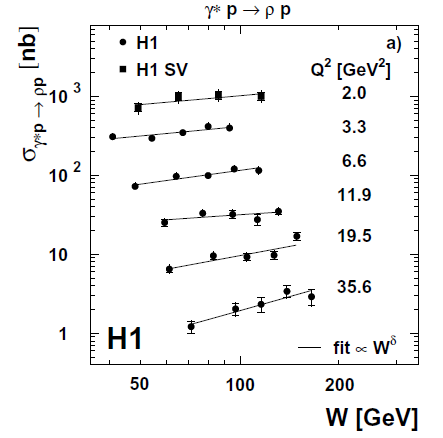 γ* p → ρ p
H1
a)
H1 SV
Q² [GeV²]
σγ*p→ ρp [nb]
10³
2.0
3.3
10²
6.6
11.9
10
19.5
35.6
1
H1
fit ∝ W^δ
50
100
200
W [GeV]